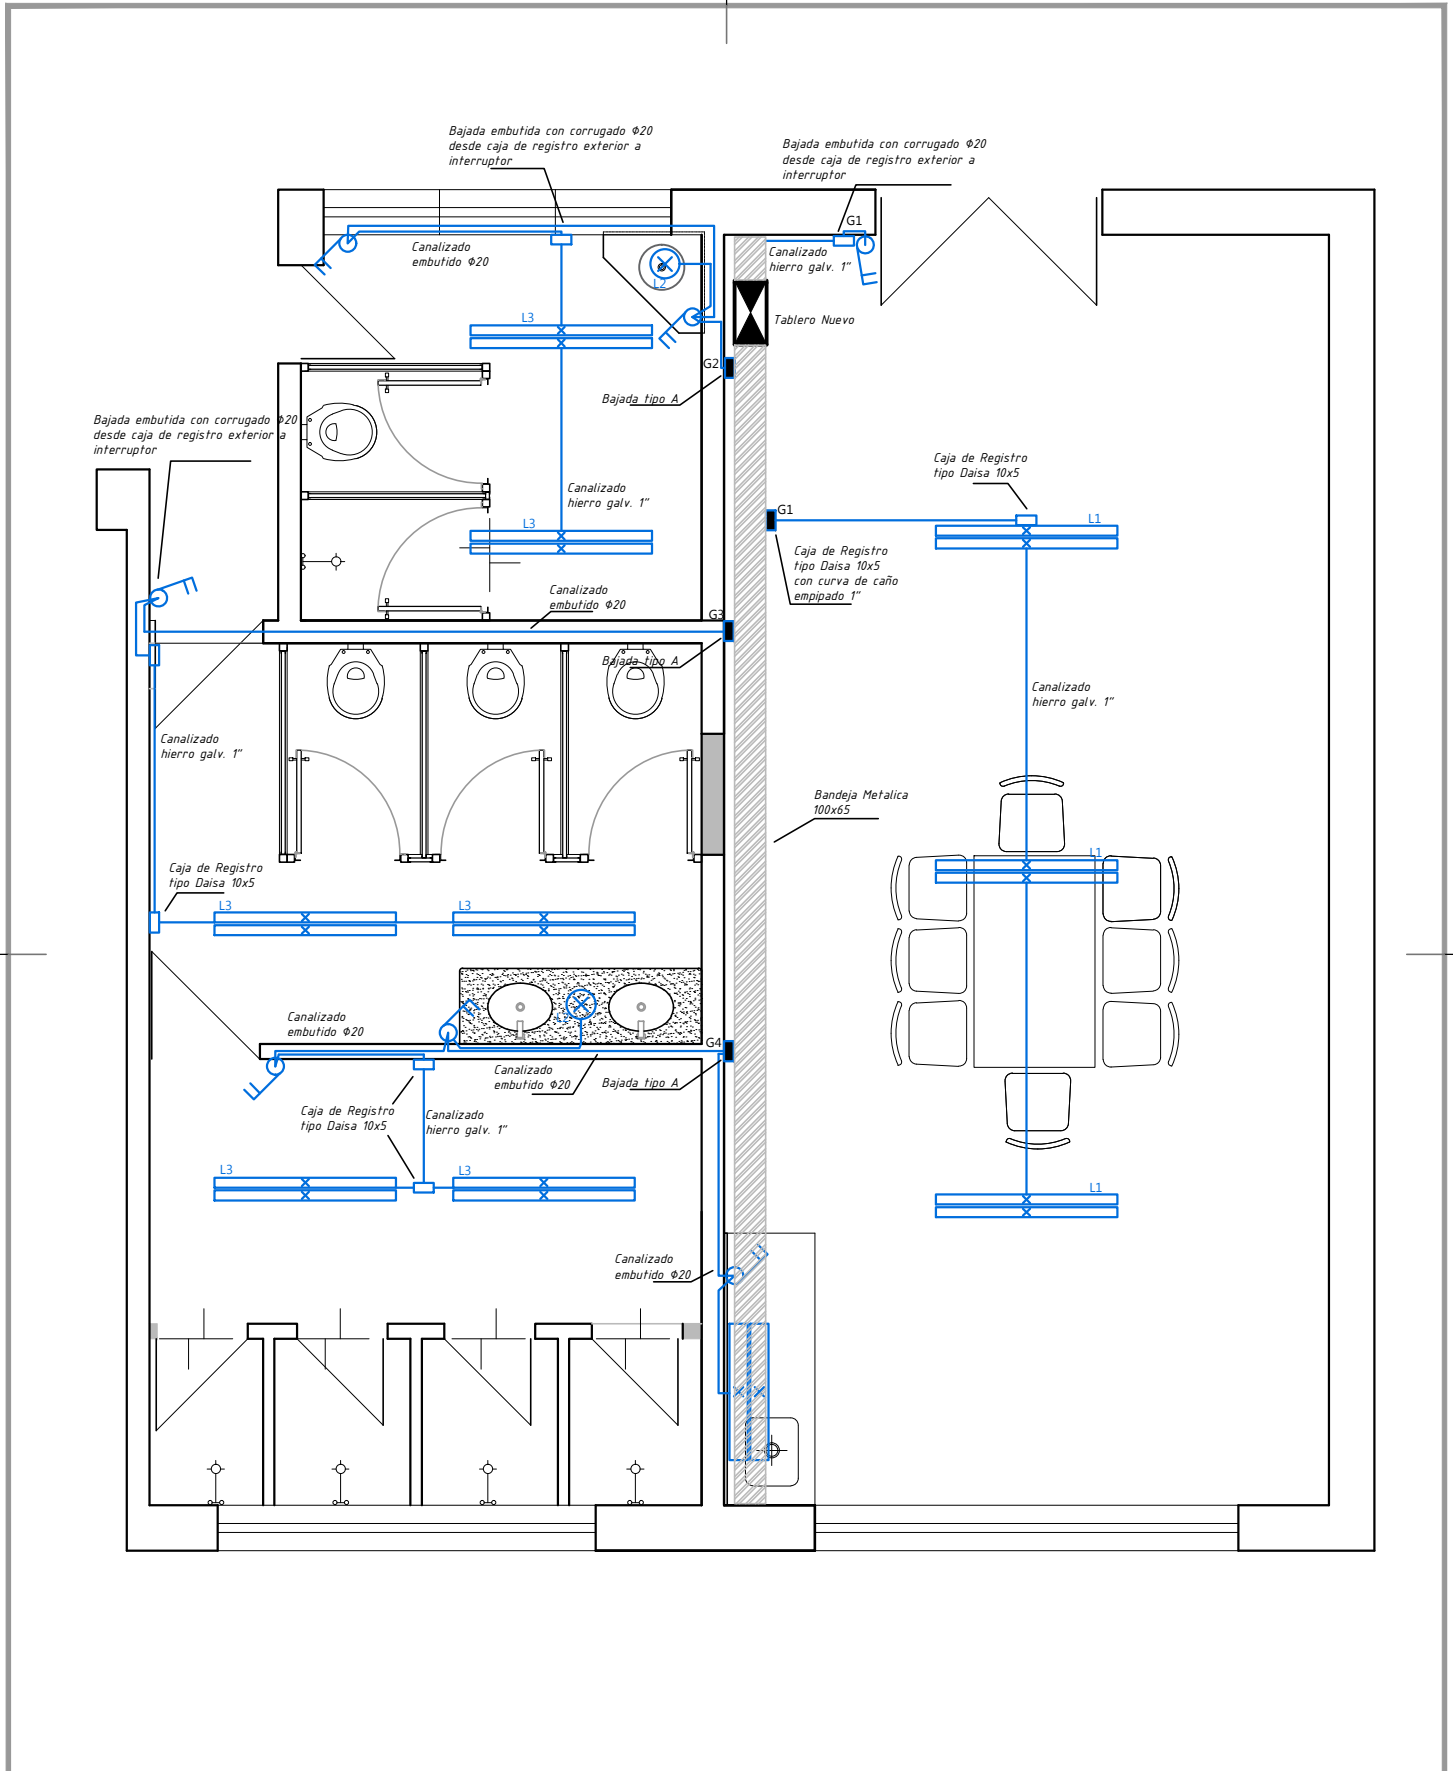 Bajada embutida con corrugado Φ20
desde caja de registro exterior a
interruptor
Bajada embutida con corrugado Φ20
desde caja de registro exterior a
interruptor
G1
Canalizado
embutido Φ20
Canalizado
hierro galv. 1"
L2
L3
Tablero Nuevo
G2
Bajada tipo A
Bajada embutida con corrugado Φ20
desde caja de registro exterior a
interruptor
Caja de Registro
tipo Daisa 10x5
Canalizado
hierro galv. 1"
G1
L1
L3
Caja de Registro
tipo Daisa 10x5
con curva de caño
empipado 1"
Canalizado
embutido Φ20
G3
Bajada tipo A
Canalizado
hierro galv. 1"
Canalizado
hierro galv. 1"
Bandeja Metalica
100x65
L1
Caja de Registro
tipo Daisa 10x5
L3
L3
Canalizado
embutido Φ20
G4
Canalizado
embutido Φ20
Bajada tipo A
Caja de Registro
tipo Daisa 10x5
Canalizado
hierro galv. 1"
L3
L3
L1
Canalizado
embutido Φ20